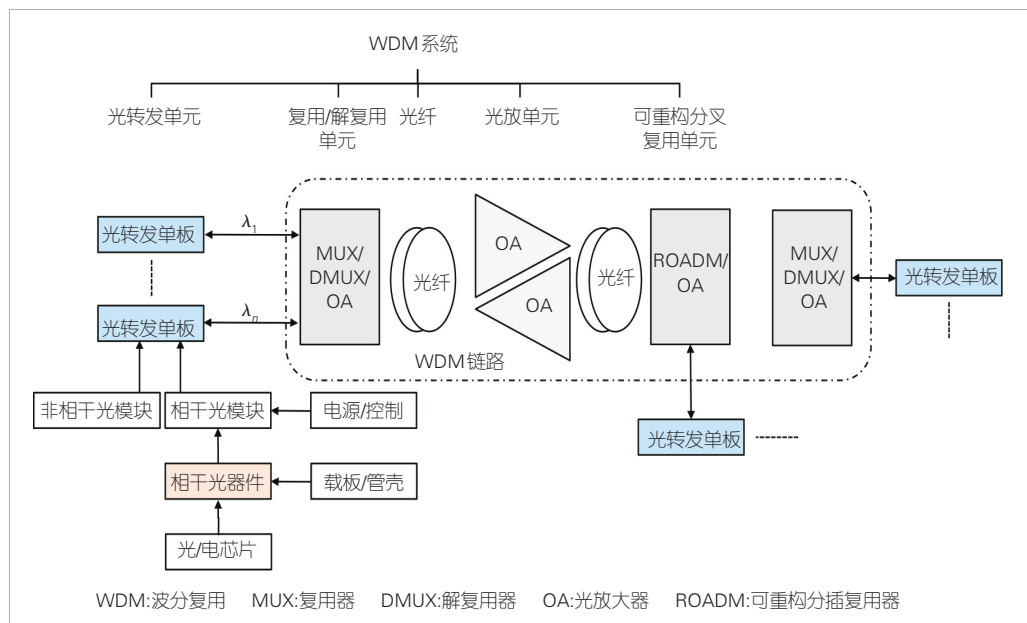 WDM系统
光转发单元
复用/解复用
单元
光纤
光放单元
可重构分叉
复用单元
光转发单板
λ1
光转发单板
λn
MUX/
DMUX/
OA
光纤
OA
OA
光纤
ROADM/
OA
MUX/
DMUX/
OA
光转发单板
WDM链路
非相干光模块
相干光模块
电源/控制
光转发单板
相干光器件
载板/管壳
光/电芯片
WDM:波分复用 MUX:复用器 DMUX:解复用器 OA:光放大器 ROADM:可重构分插复用器